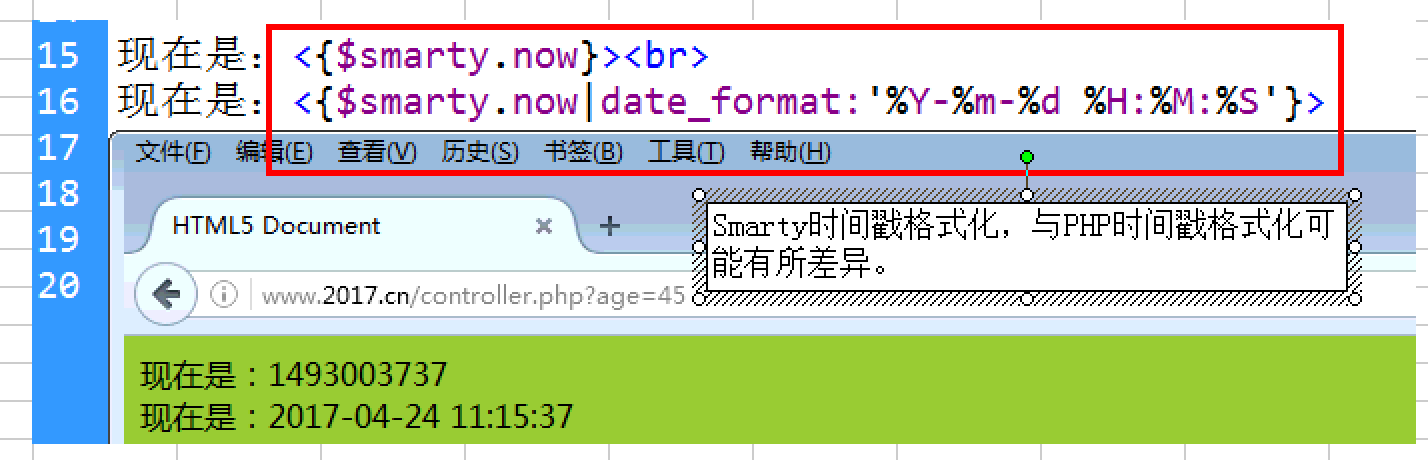 15 现在是：<{$smarty.now}><br>
16 现在是：<{$smarty.now|date_format:'%Y-%m-%d %H:%M:%S'}>
17
文件(F) 编辑(E) 查看(V) 历史(S) 书签(B) 工具(T) 帮助(H)
18
HTML5 Document × +
19
Smarty时间戳格式化，与PHP时间戳格式化可
能有所差异。
20
www.2017.cn/controller.php?age=45
现在是：1493003737
现在是：2017-04-24 11:15:37